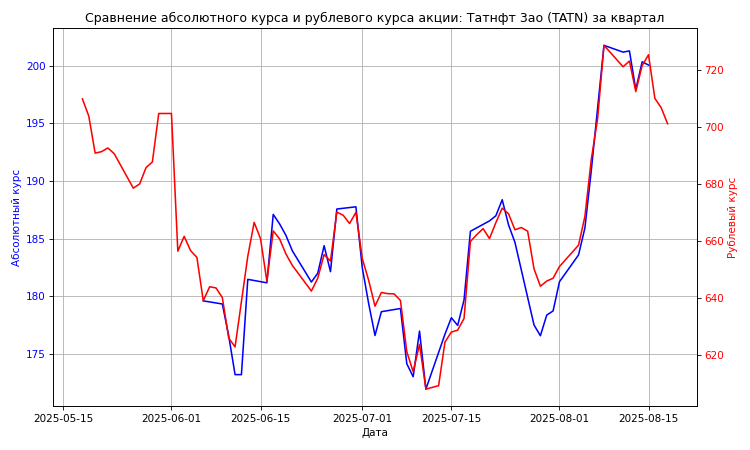 Сравнение абсолютного курса и рублевого курса акции: Татнфт 3ао (TATN) за квартал
Абсолютный курс
200
195
190
185
180
175
720
700
680
660
640
620
Рублевый курс
2025-05-15 2025-06-01 2025-06-15 2025-07-01 2025-07-15 2025-08-01 2025-08-15
Дата